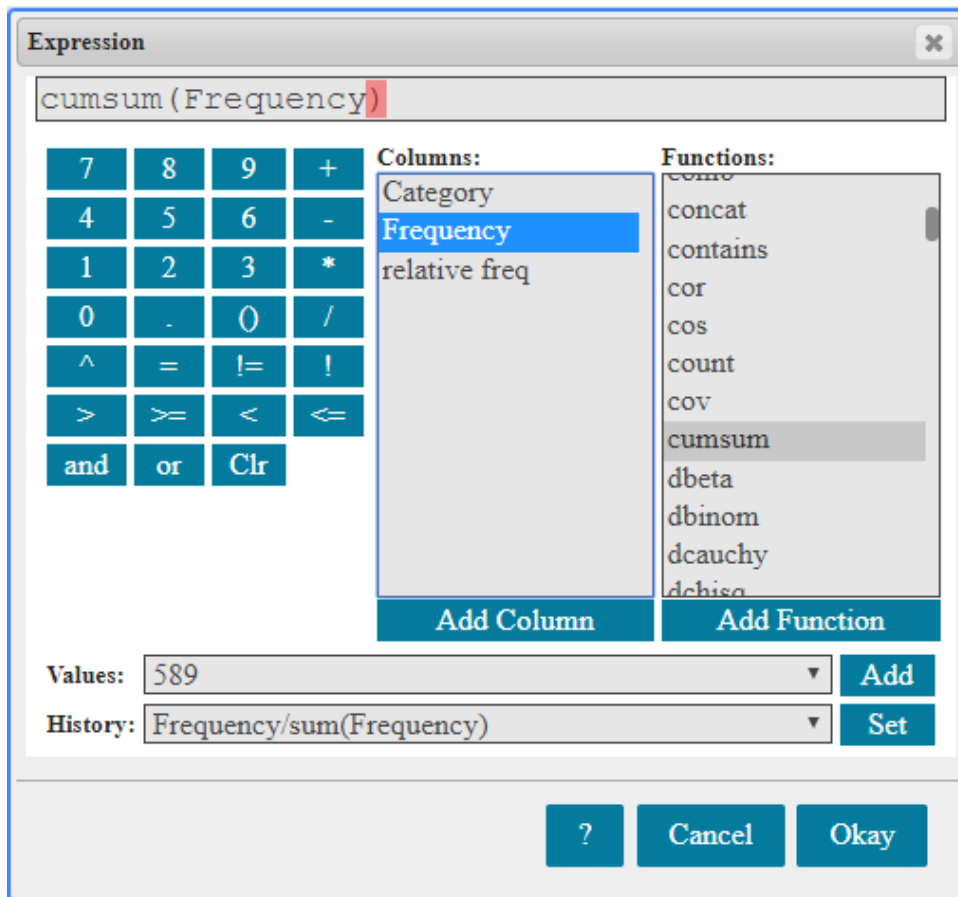 Expression
cumsum(Frequency)
7 8 9 +
4 5 6 -
1 2 3 *
0 . () /
^ = != !
> >= < <=
and or Clr
Columns:
Category
Frequency
relative freq
Add Column
Functions:
concat
contains
cor
cos
count
cov
cumsum
dbeta
dbinom
dcauchy
dchisq
Add Function
Values: 589 Add
History: Frequency/sum(Frequency) Set
? Cancel Okay